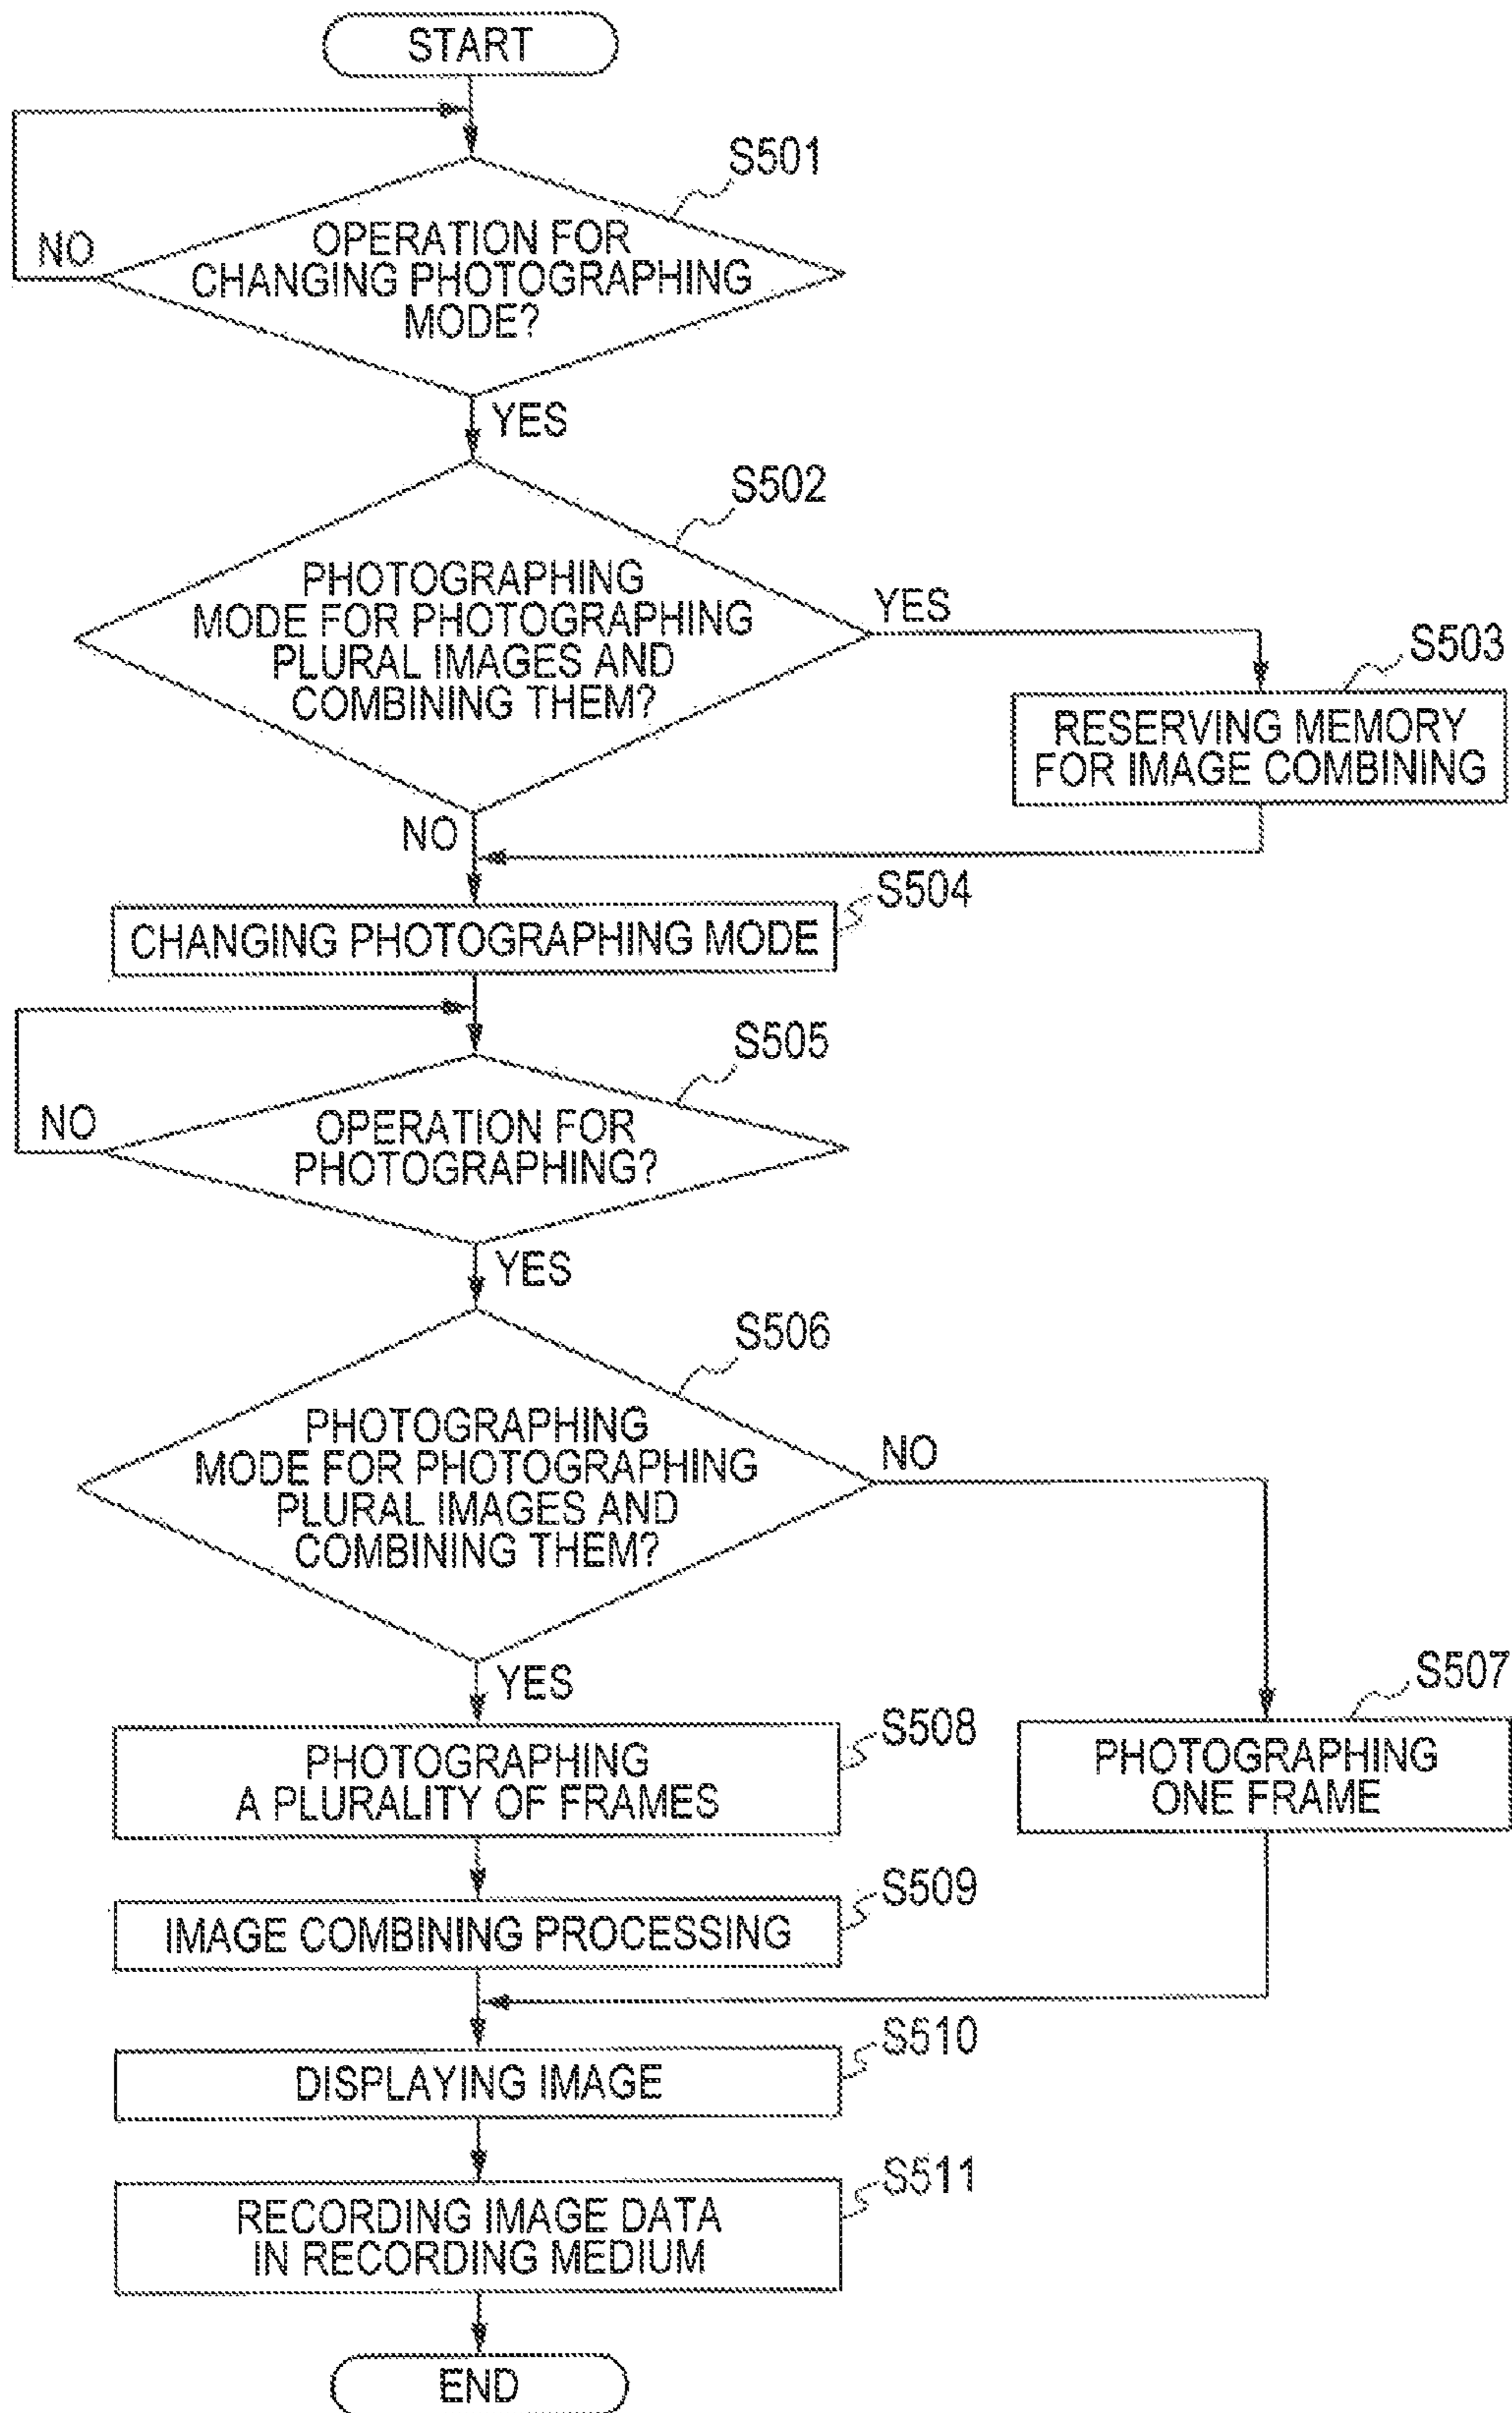 START
S501
OPERATION FOR
CHANGING PHOTOGRAPHING
MODE?
NO
YES
S502
PHOTOGRAPHING
MODE FOR PHOTOGRAPHING
PLURAL IMAGES AND
COMBINING THEM?
YES
S503
RESERVING MEMORY
FOR IMAGE COMBINING
NO
S504
CHANGING PHOTOGRAPHING MODE
S505
OPERATION FOR
PHOTOGRAPHING?
NO
YES
S506
PHOTOGRAPHING
MODE FOR PHOTOGRAPHING
PLURAL IMAGES AND
COMBINING THEM?
NO
YES
S507
PHOTOGRAPHING
ONE FRAME
S508
PHOTOGRAPHING
A PLURALITY OF FRAMES
S509
IMAGE COMBINING PROCESSING
S510
DISPLAYING IMAGE
S511
RECORDING IMAGE DATA
IN RECORDING MEDIUM
END